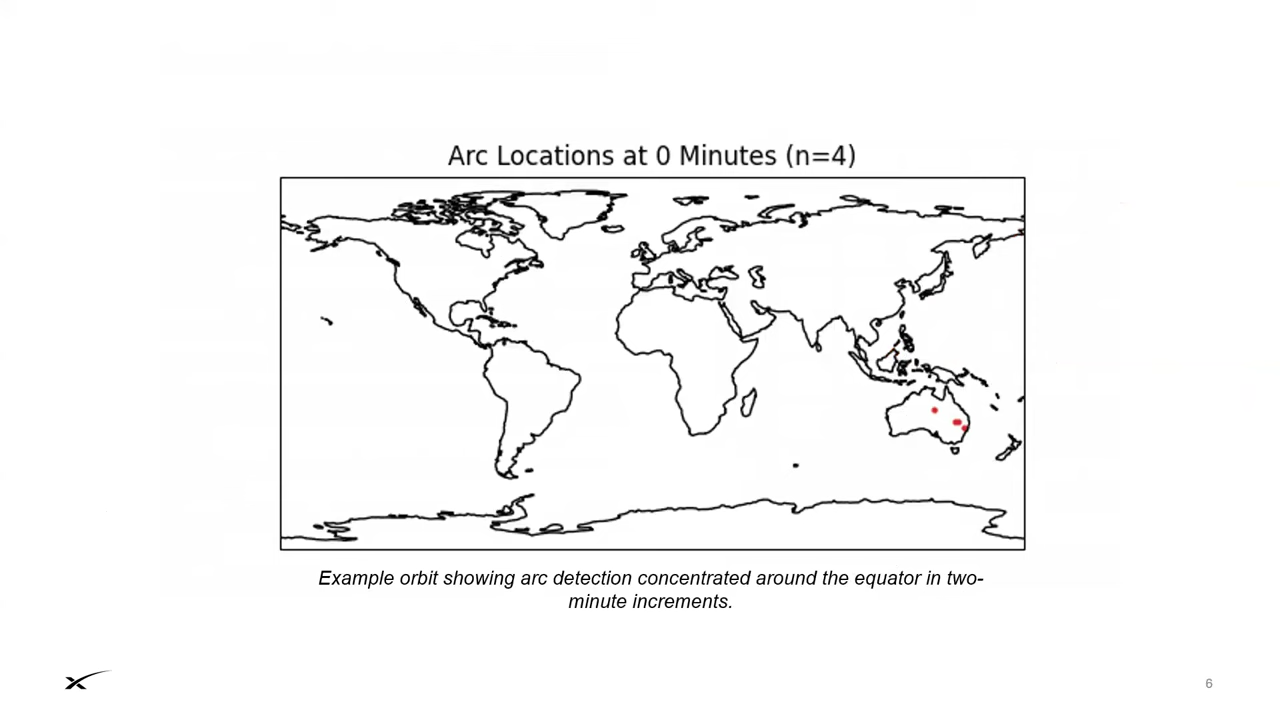 Arc Locations at 0 Minutes (n=4)
Example orbit showing arc detection concentrated around the equator in two-
minute increments.
6